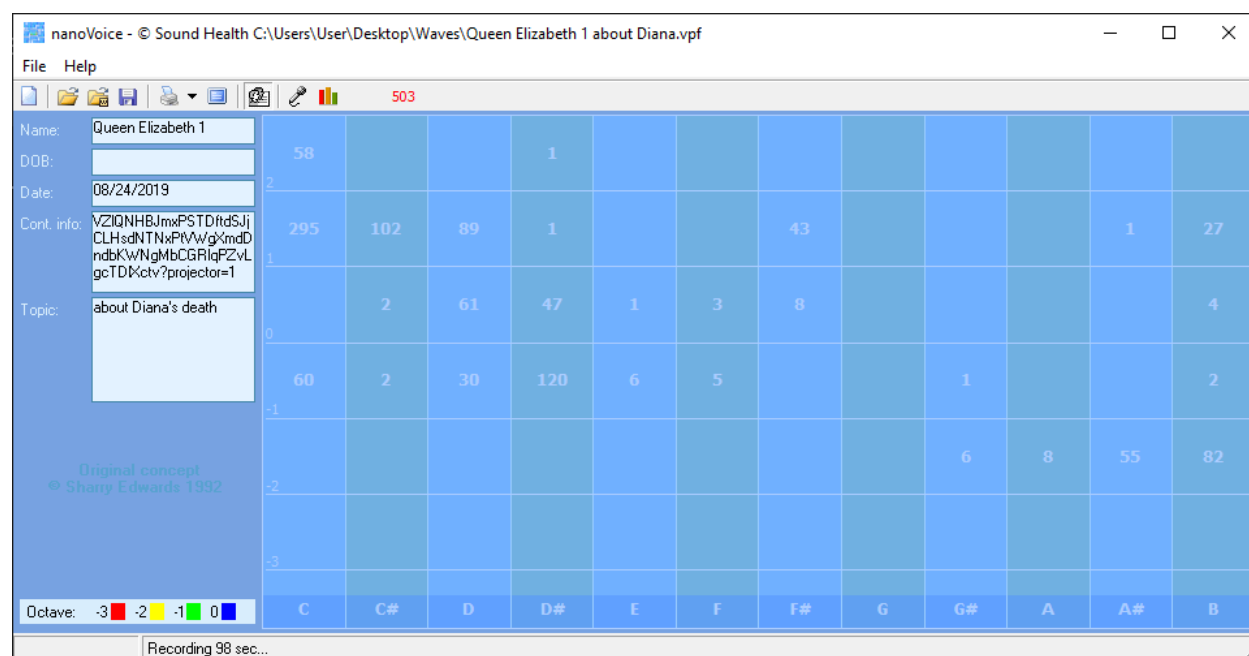 nanoVoice - © Sound Health C:\Users\User\Desktop\Waves\Queen Elizabeth 1 about Diana.vpf
File Help
503
Name: Queen Elizabeth 1
DOB:
Date: 08/24/2019
Cont. info:
gcTDlXctv?projector=1
Topic: about Diana's death
58 1
2
295 102 89 1 43 1 27
1
2 61 47 1 3 8 4
0
60 2 30 120 6 5 1 2
-1
Original concept
© Sharry Edwards 1992
6 8 55 82
-2
-3
Octave: -3 -2 -1 0
C C# D D# E F F# G G# A A# B
Recording 98 sec...